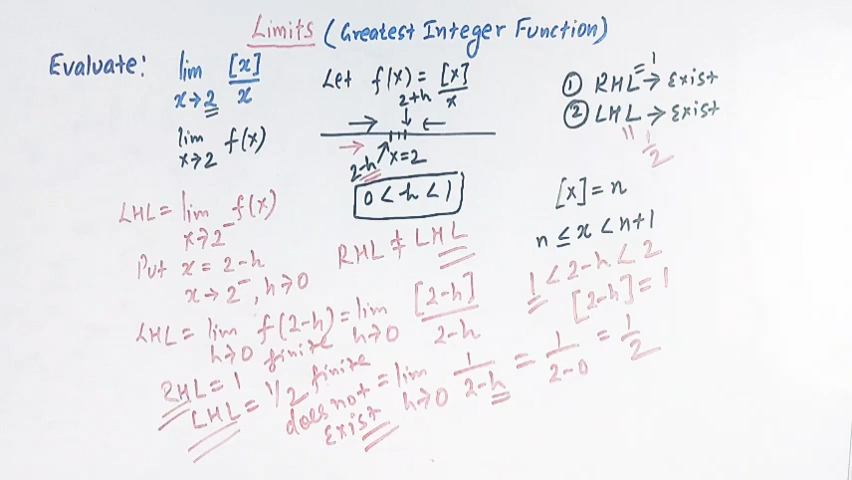 Limits (Greatest Integer Function)
Evaluate: lim x→2 [x]/x
Let f(x) = [x]/x
lim x→2 f(x)
2+h
2-h x=2
0 < h < 1
① RHL → Exist
= 1
② LHL → Exist
= 1/2
[x] = n
n ≤ x < n+1
1 < 2-h < 2
[2-h] = 1
LHL = lim x→2⁻ f(x)
Put x = 2-h
x→2⁻, h→0
RHL ≠ LHL
LHL = lim h→0 f(2-h) = lim h→0 [2-h]/2-h
= lim h→0 1/2-h = 1/2-0 = 1/2
RHL = 1 finite
LHL = 1/2 finite
does not
Exist